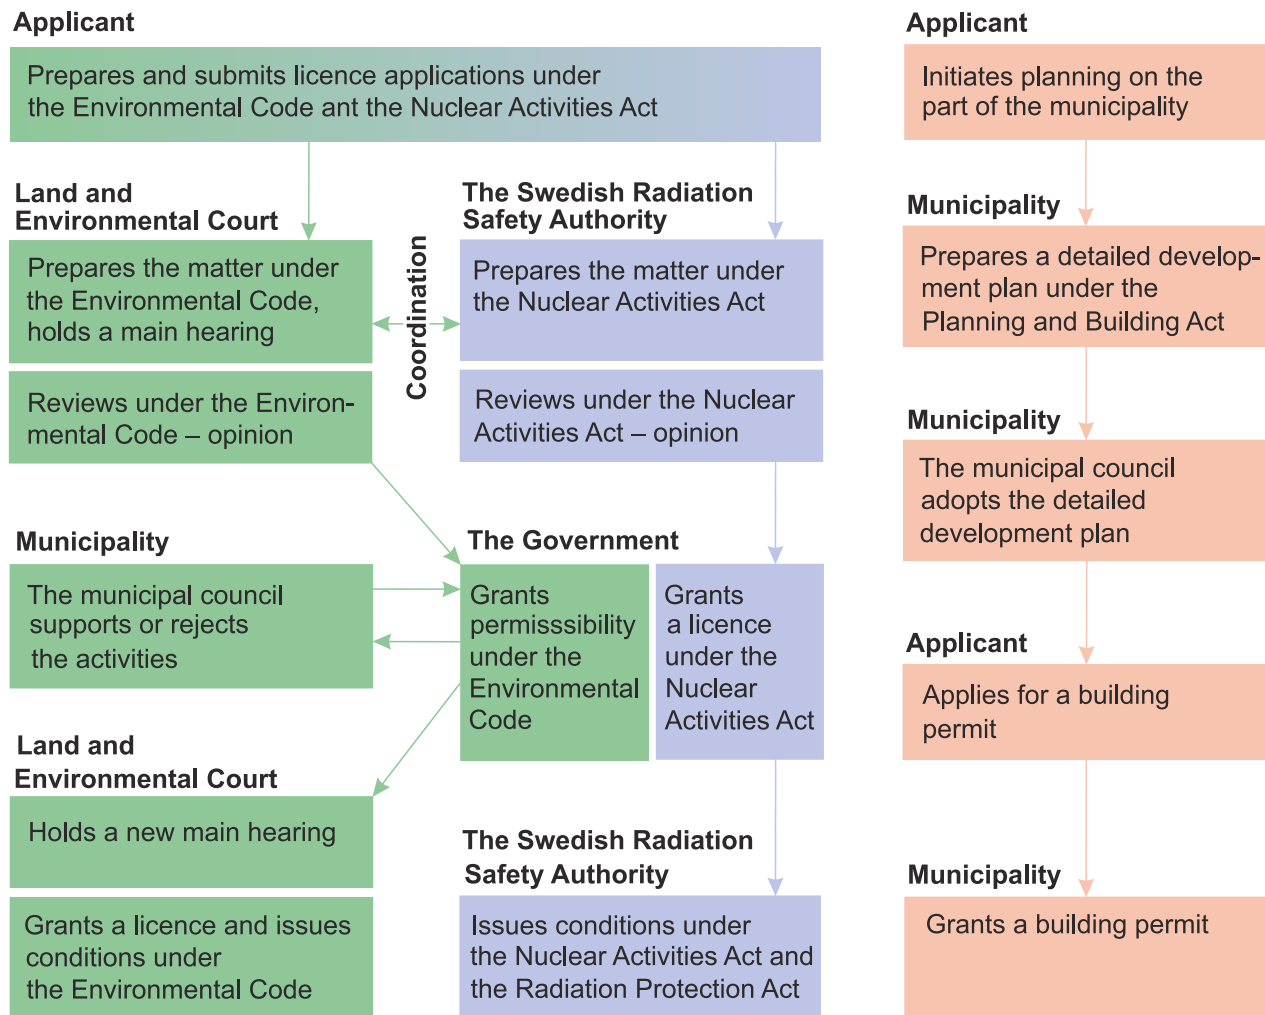 Applicant
Prepares and submits licence applications under
the Environmental Code ant the Nuclear Activities Act
Land and
Environmental Court
Prepares the matter under
the Environmental Code,
holds a main hearing
Reviews under the Environ-
mental Code – opinion
Coordination
The Swedish Radiation
Safety Authority
Prepares the matter under
the Nuclear Activities Act
Reviews under the Nuclear
Activities Act – opinion
Municipality
The municipal council
supports or rejects
the activities
The Government
Grants
permisssibility
under the
Environmental
Code
Grants
a licence
under the
Nuclear
Activities Act
Land and
Environmental Court
Holds a new main hearing
Grants a licence and issues
conditions under
the Environmental Code
The Swedish Radiation
Safety Authority
Issues conditions under
the Nuclear Activities Act and
the Radiation Protection Act
Applicant
Initiates planning on the
part of the municipality
Municipality
Prepares a detailed develop-
ment plan under the
Planning and Building Act
Municipality
The municipal council
adopts the detailed
development plan
Applicant
Applies for a building
permit
Municipality
Grants a building permit